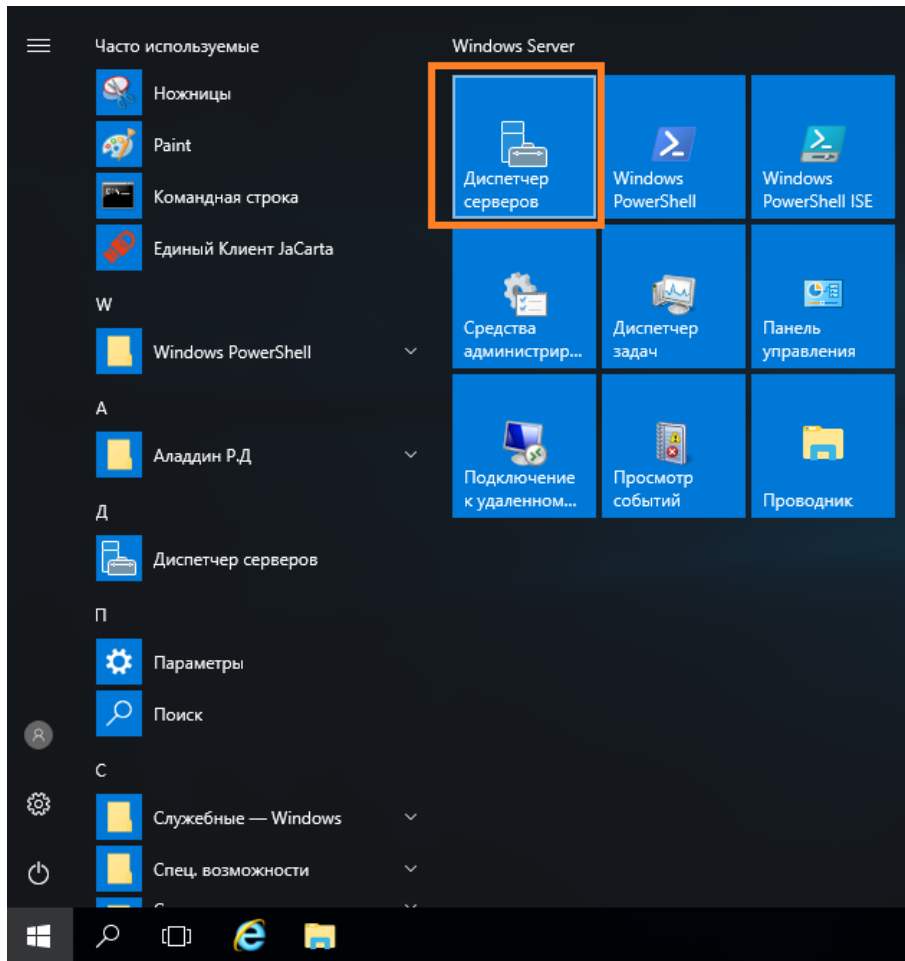 Часто используемые
Ножницы
Paint
Командная строка
Единый Клиент JaCarta
W
Windows PowerShell
А
Аладдин Р.Д
Д
Диспетчер серверов
П
Параметры
Поиск
С
Служебные — Windows
Спец. возможности
Windows Server
Диспетчер
серверов
Windows
PowerShell
Windows
PowerShell ISE
Средства
администрир...
Диспетчер
задач
Панель
управления
Подключение
к удаленном...
Просмотр
событий
Проводник